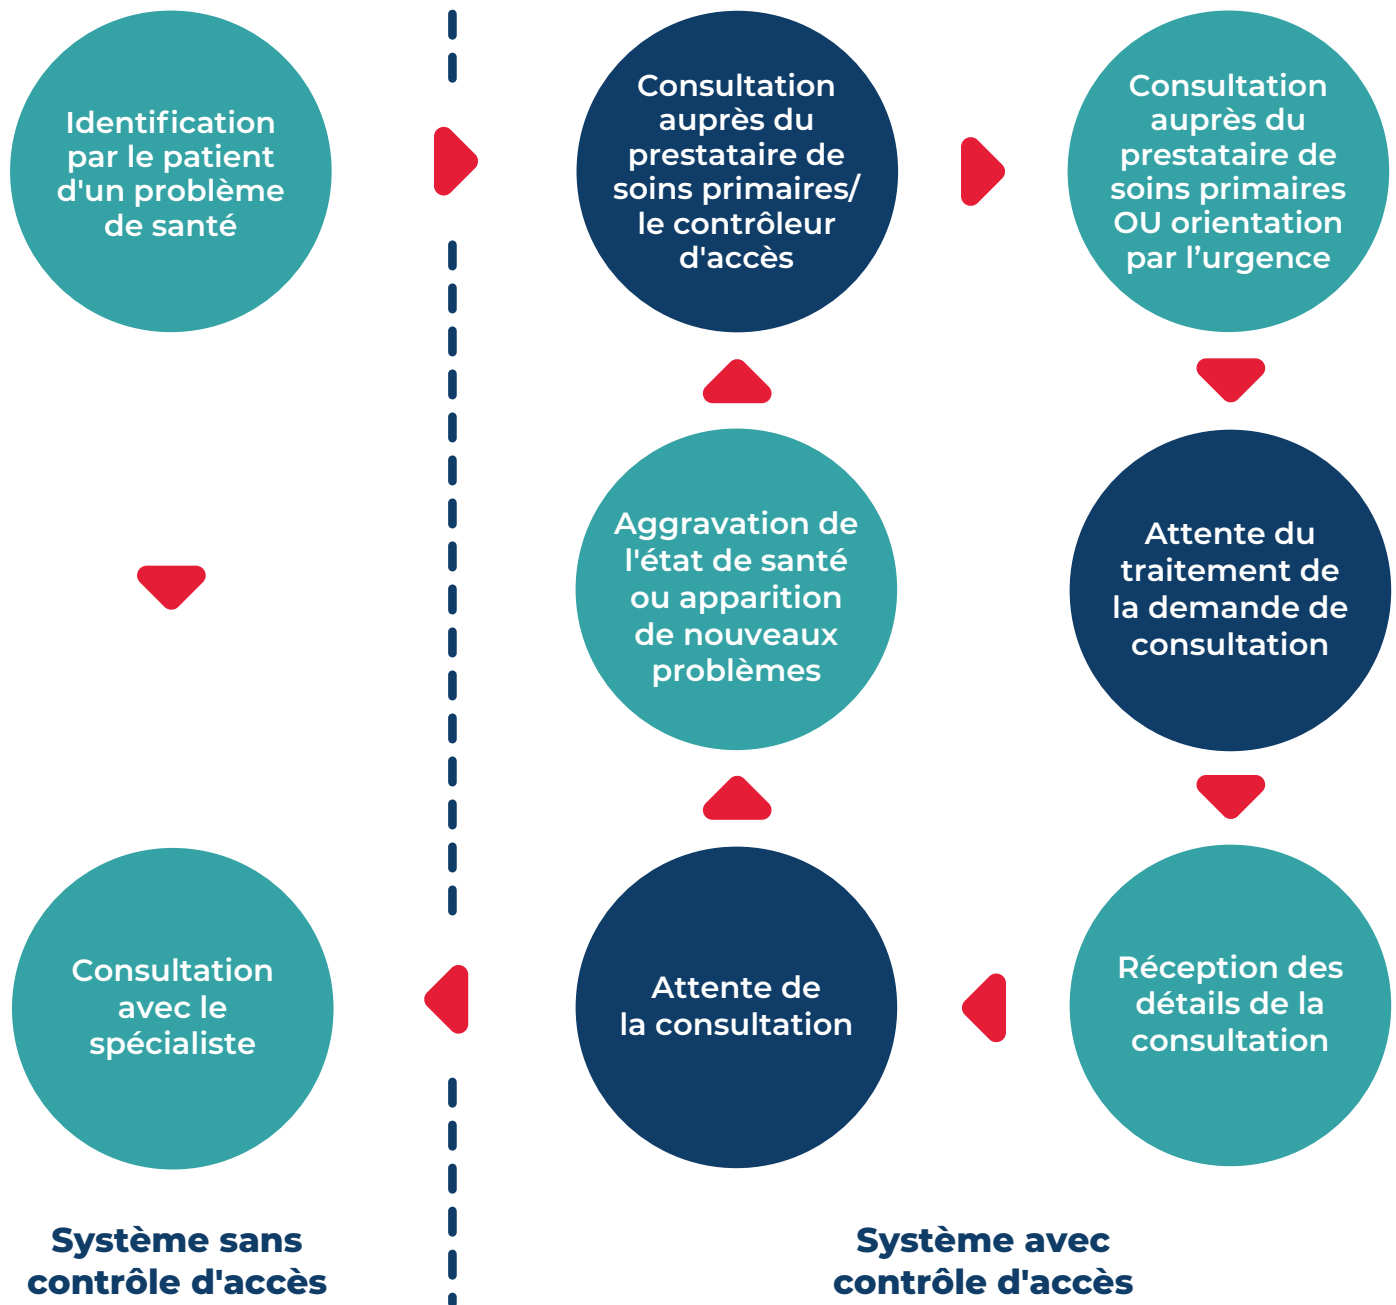 Identification
par le patient
d'un problème
de santé
Consultation
auprès du
prestataire de
soins primaires/
le contrôleur
d'accès
Consultation
auprès du
prestataire de
soins primaires
OU orientation
par l’urgence
Aggravation de
l'état de santé
ou apparition
de nouveaux
problèmes
Attente du
traitement de
la demande de
consultation
Consultation
avec le
spécialiste
Attente de
la consultation
Réception des
détails de la
consultation
Système sans
contrôle d'accès
Système avec
contrôle d'accès